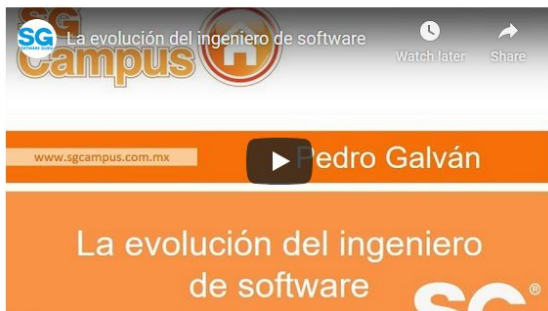 SG
SOFTWARE GURU
La evolución del ingeniero de software
Watch later
Share
SG
Campus
www.sgcampus.com.mx
Pedro Galván
La evolución del ingeniero
de software
SG®